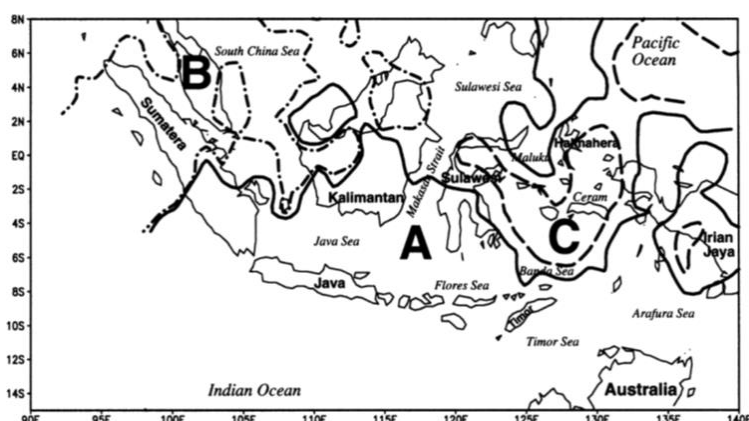 8N
6N
4N
2N
EQ
2S
4S
6S
8S
10S
12S
14S
90E
95E
100E
105E
110E
115E
120E
125E
130E
135E
140E
South China Sea
Pacific
Ocean
B
Sulawesi Sea
Sumatera
Halmahera
Makasar Strait
Maluku
Sulawesi
Kalimantan
Ceram
Java Sea
A
C
Irian
Jaya
Banda Sea
Java
Flores Sea
Timor
Arafura Sea
Timor Sea
Indian Ocean
Australia